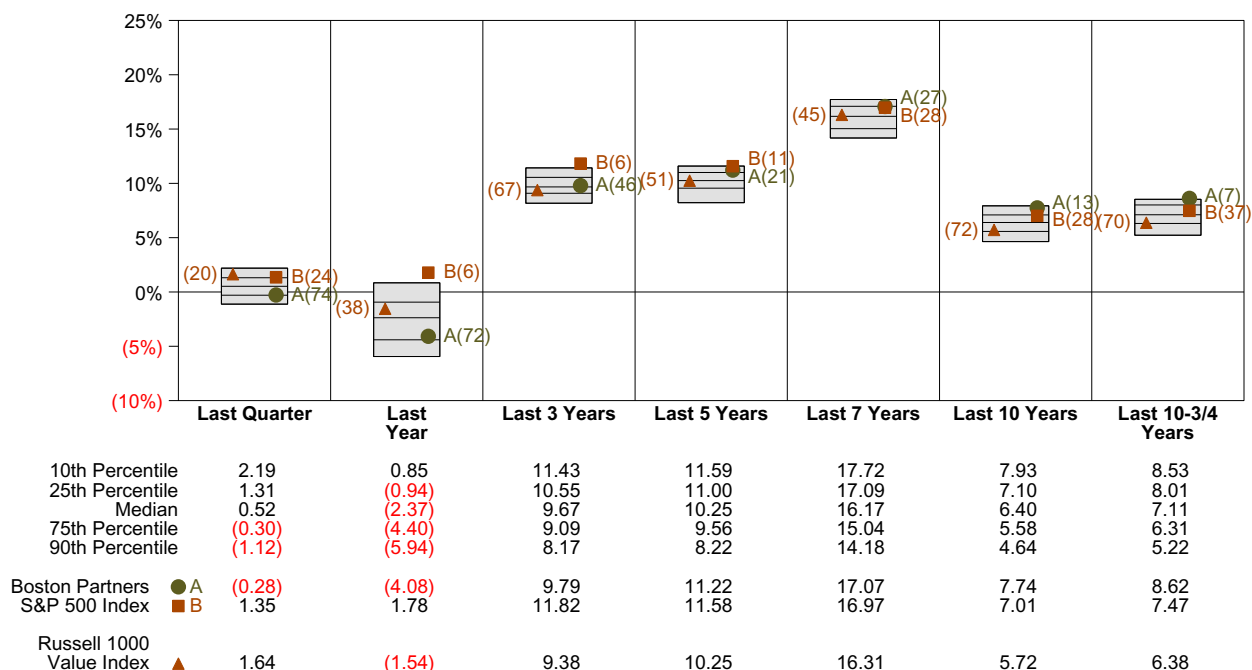 25%
20%
15%
10%
5%
0%
(5%)
(10%)
(20) B(24)
A(74)
B(6)
(38)
A(72)
B(6)
(67) A(46)
B(11)
(51) A(21)
A(27)
(45) B(28)
A(13)
B(28)
(72)
A(7)
B(37)
(70)
Last Quarter Last Year Last 3 Years Last 5 Years Last 7 Years Last 10 Years Last 10-3/4 Years
10th Percentile 2.19 0.85 11.43 11.59 17.72 7.93 8.53
25th Percentile 1.31 (0.94) 10.55 11.00 17.09 7.10 8.01
Median 0.52 (2.37) 9.67 10.25 16.17 6.40 7.11
75th Percentile (0.30) (4.40) 9.09 9.56 15.04 5.58 6.31
90th Percentile (1.12) (5.94) 8.17 8.22 14.18 4.64 5.22
Boston Partners A (0.28) (4.08) 9.79 11.22 17.07 7.74 8.62
S&P 500 Index B 1.35 1.78 11.82 11.58 16.97 7.01 7.47
Russell 1000
Value Index 1.64 (1.54) 9.38 10.25 16.31 5.72 6.38